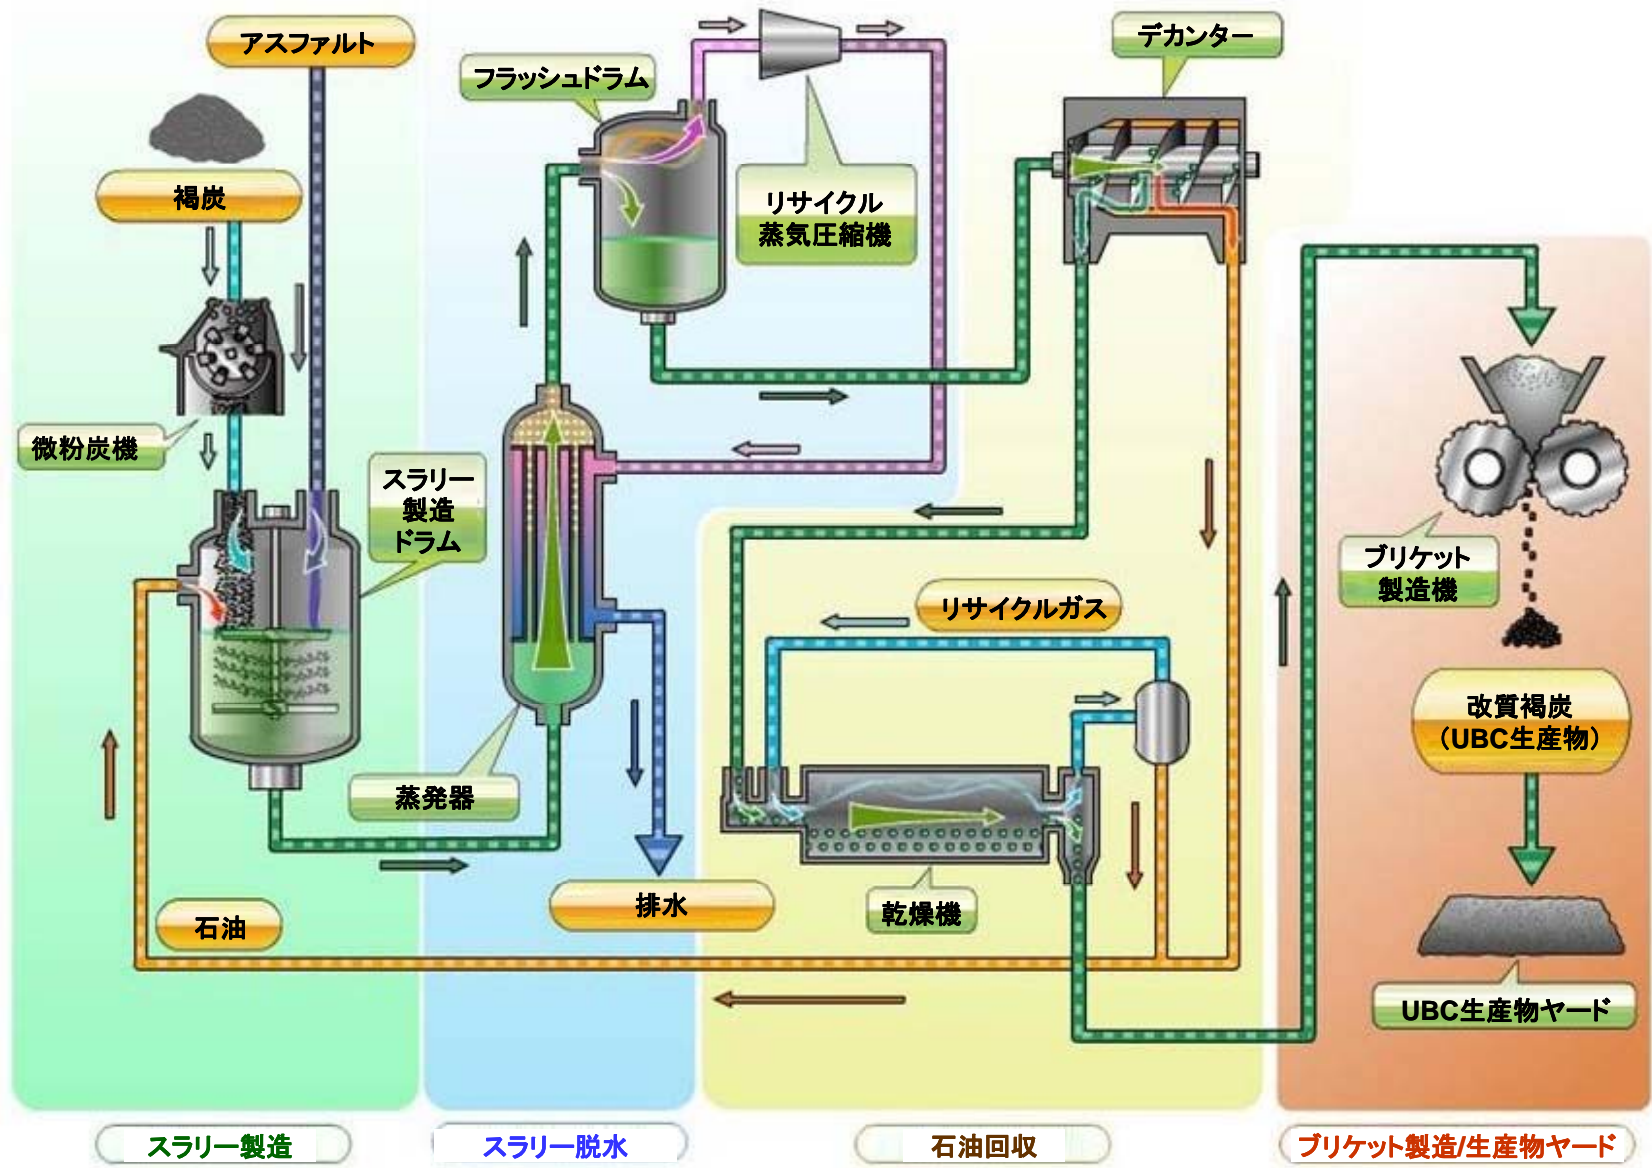 アスファルト
褐炭
微粉炭機
スラリー
製造
ドラム
石油
フラッシュドラム
リサイクル
蒸気圧縮機
蒸発器
排水
デカンター
リサイクルガス
乾燥機
ブリケット
製造機
改質褐炭
（UBC生産物）
UBC生産物ヤード
スラリー製造
スラリー脱水
石油回収
ブリケット製造/生産物ヤード